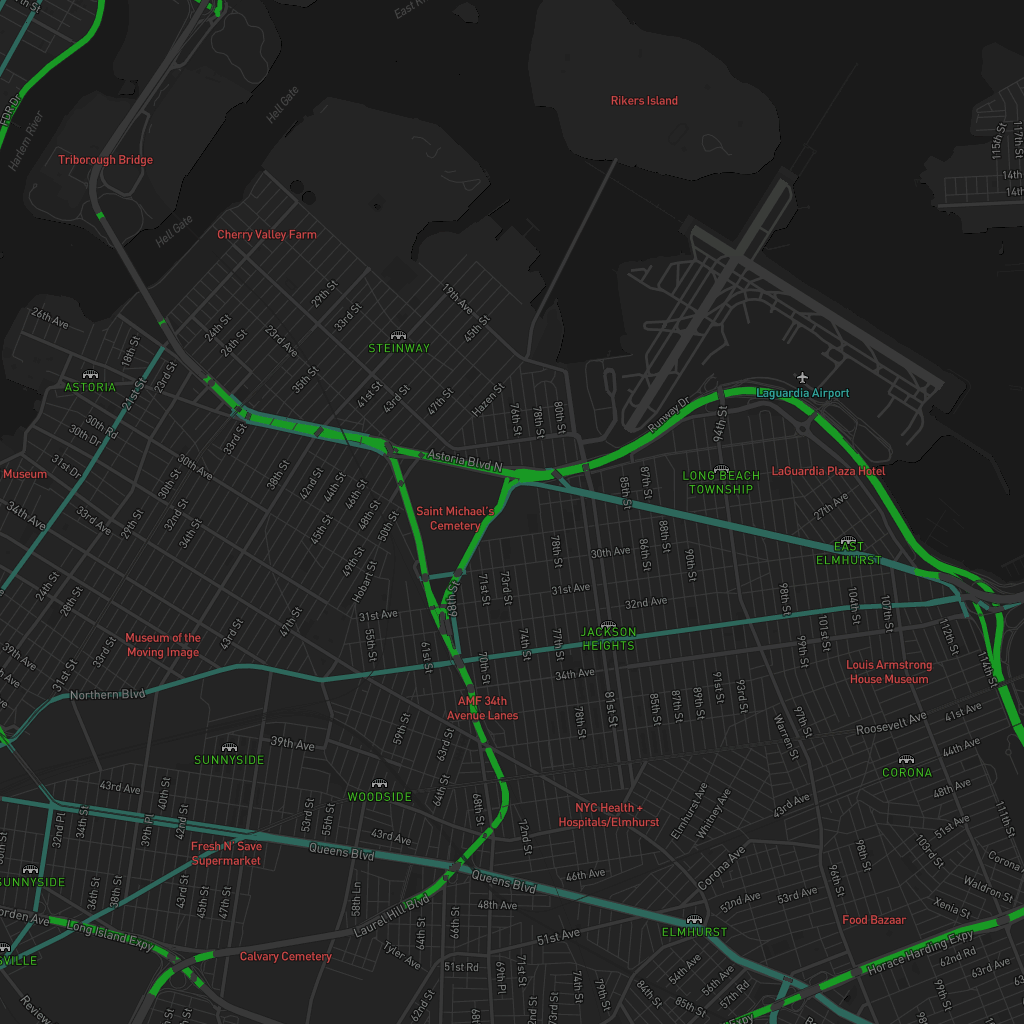 East R
FDR Dr
Harlem River
Hell Gate
Rikers Island
115th St
117th St
14th
14th
Triborough Bridge
Hell Gate
Cherry Valley Farm
26th Ave
18th St
24th St
26th St
23rd Ave
29th St
33rd St
19th Ave
45th St
STEINWAY
ASTORIA
21st St
23rd St
35th St
41st St
43rd St
47th St
Hazen St
76th St
78th St
80th St
Runway Dr
94th St
Laguardia Airport
30th Rd
30th Dr
31st Dr
33rd St
Museum
30th Ave
30th St
32nd St
34th St
38th St
42nd St
44th St
46th St
48th St
50th St
Astoria Blvd N
LONG BEACH
TOWNSHIP
LaGuardia Plaza Hotel
85th St
87th St
27th Ave
34th Ave
33rd Ave
29th St
45th St
49th St
Hobart St
Saint Michael's
Cemetery
78th St
30th Ave
86th St
88th St
90th St
EAST
ELMHURST
24th St
28th St
31st Ave
68th St
71st St
73rd St
31st Ave
32nd Ave
98th St
104th St
107th St
39th Ave
31st St
33rd St
Museum of the
Moving Image
43rd St
47th St
55th St
61st St
70th St
74th St
77th St
JACKSON
HEIGHTS
34th Ave
99th St
101st St
112th St
114th St
Louis Armstrong
House Museum
Northern Blvd
AMF 34th
Avenue Lanes
59th St
63rd St
78th St
81st St
85th St
87th St
89th St
91st St
93rd St
Warren St
97th St
Roosevelt Ave
41st Ave
44th Ave
39th Ave
SUNNYSIDE
WOODSIDE
64th St
68th St
72nd St
CORONA
48th Ave
43rd Ave
40th St
42nd St
39th Pl
32nd Pl
34th St
53rd St
55th St
43rd Ave
NYC Health +
Hospitals/Elmhurst
Elmhurst Ave
Whitney Ave
43rd Ave
111th St
51st Ave
Fresh N. Save
Supermarket
Queens Blvd
Queens Blvd
46th Ave
Corona Ave
98th St
96th St
103rd St
Corona
Waldron St
SUNNYSIDE
36th St
38th St
43rd St
45th St
47th St
58th Ln
48th Ave
52nd Ave
53rd Ave
Xenia St
Food Bazaar
orden Ave
Long Island Expy
Laurel Hill Blvd
64th St
66th St
ELMHURST
51st Ave
Horace Harding Expy
62nd Rd
63rd Ave
SVILLE
Calvary Cemetery
Tyler Ave
51st Rd
69th Pl
71st St
74th St
79th St
84th St
85th St
54th Ave
56th Ave
57th Rd
99th St
63rd
Review
62nd St
52nd St
73rd St
Expy